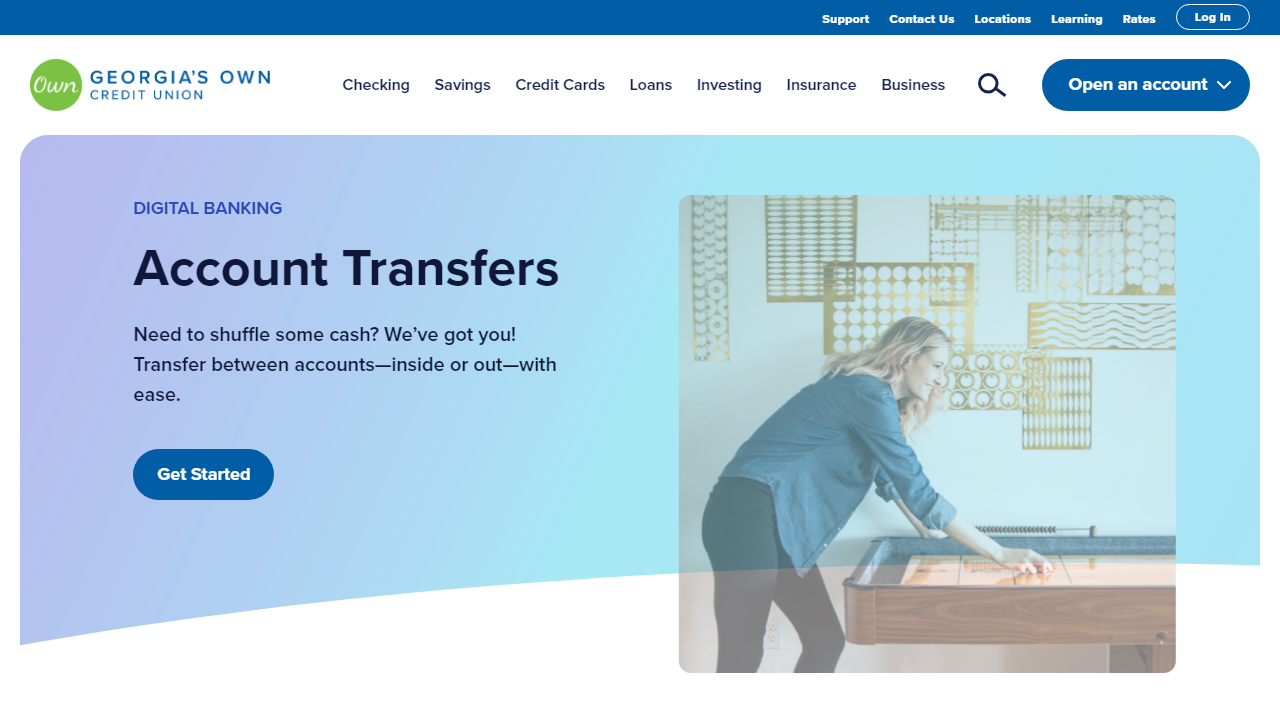 Support
Contact Us
Locations
Learning
Rates
Log In
Own
GEORGIA'S OWN
CREDIT UNION
Checking
Savings
Credit Cards
Loans
Investing
Insurance
Business
Open an account
DIGITAL BANKING
Account Transfers
Need to shuffle some cash? We’ve got you!
Transfer between accounts—inside or out—with
ease.
Get Started